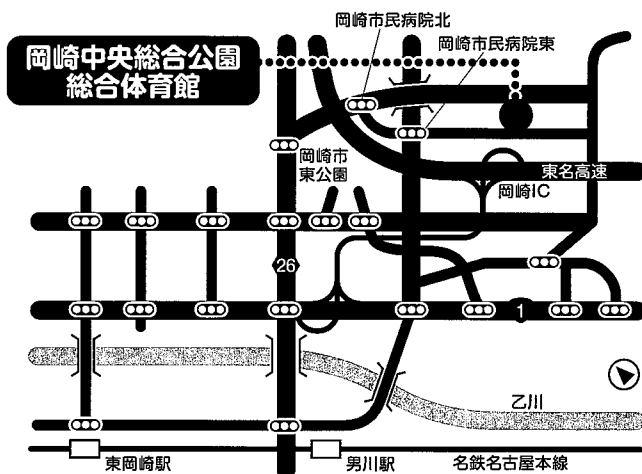 岡崎市民病院北
岡崎市民病院東
岡崎中央総合公園
総合体育館
岡崎市
東公園
東名高速
岡崎IC
26
1
乙川
東岡崎駅
男川駅
名鉄名古屋本線